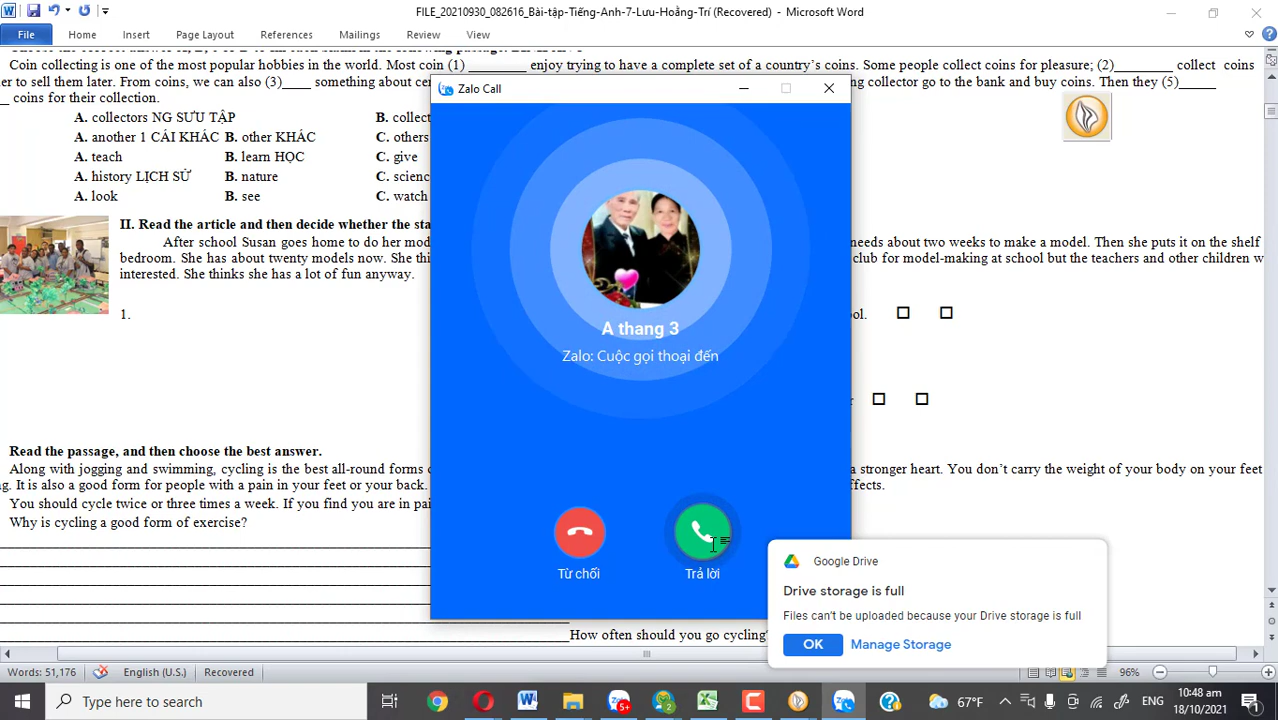 FILE_20210930_082616_Bài-tập-Tiếng-Anh-7-Lưu-Hoằng-Trí (Recovered) - Microsoft Word
File Home Insert Page Layout References Mailings Review View
Coin collecting is one of the most popular hobbies in the world. Most coin (1) ________ enjoy trying to have a complete set of a country's coins. Some people collect coins for pleasure; (2)_________ collect coins
er to sell them later. From coins, we can also (3)____ something about ce
ng collector go to the bank and buy coins. Then they (5)_____
__ coins for their collection.
A. collectors NG SƯU TẬP B. collect
A. another 1 CÁI KHÁC B. other KHÁC C. others
A. teach B. learn HỌC C. give
A. history LỊCH SỬ B. nature C. scienc
A. look B. see C. watch
II. Read the article and then decide whether the sta
After school Susan goes home to do her mod
needs about two weeks to make a model. Then she puts it on the shelf
bedroom. She has about twenty models now. She thi
club for model-making at school but the teachers and other children w
interested. She thinks she has a lot of fun anyway.
1.
ol.
Read the passage, and then choose the best answer.
Along with jogging and swimming, cycling is the best all-round forms o
a stronger heart. You don't carry the weight of your body on your feet
g. It is also a good form for people with a pain in your feet or your back.
ffects.
You should cycle twice or three times a week. If you find you are in pai
Why is cycling a good form of exercise?
How often should you go cycling?
Zalo Call
A thang 3
Zalo: Cuộc gọi thoại đến
Từ chối Trả lời
Google Drive
Drive storage is full
Files can't be uploaded because your Drive storage is full
OK Manage Storage
Words: 51,176 English (U.S.) Recovered 96%
Type here to search
5+ 2 67°F ENG 10:48 am
18/10/2021 1